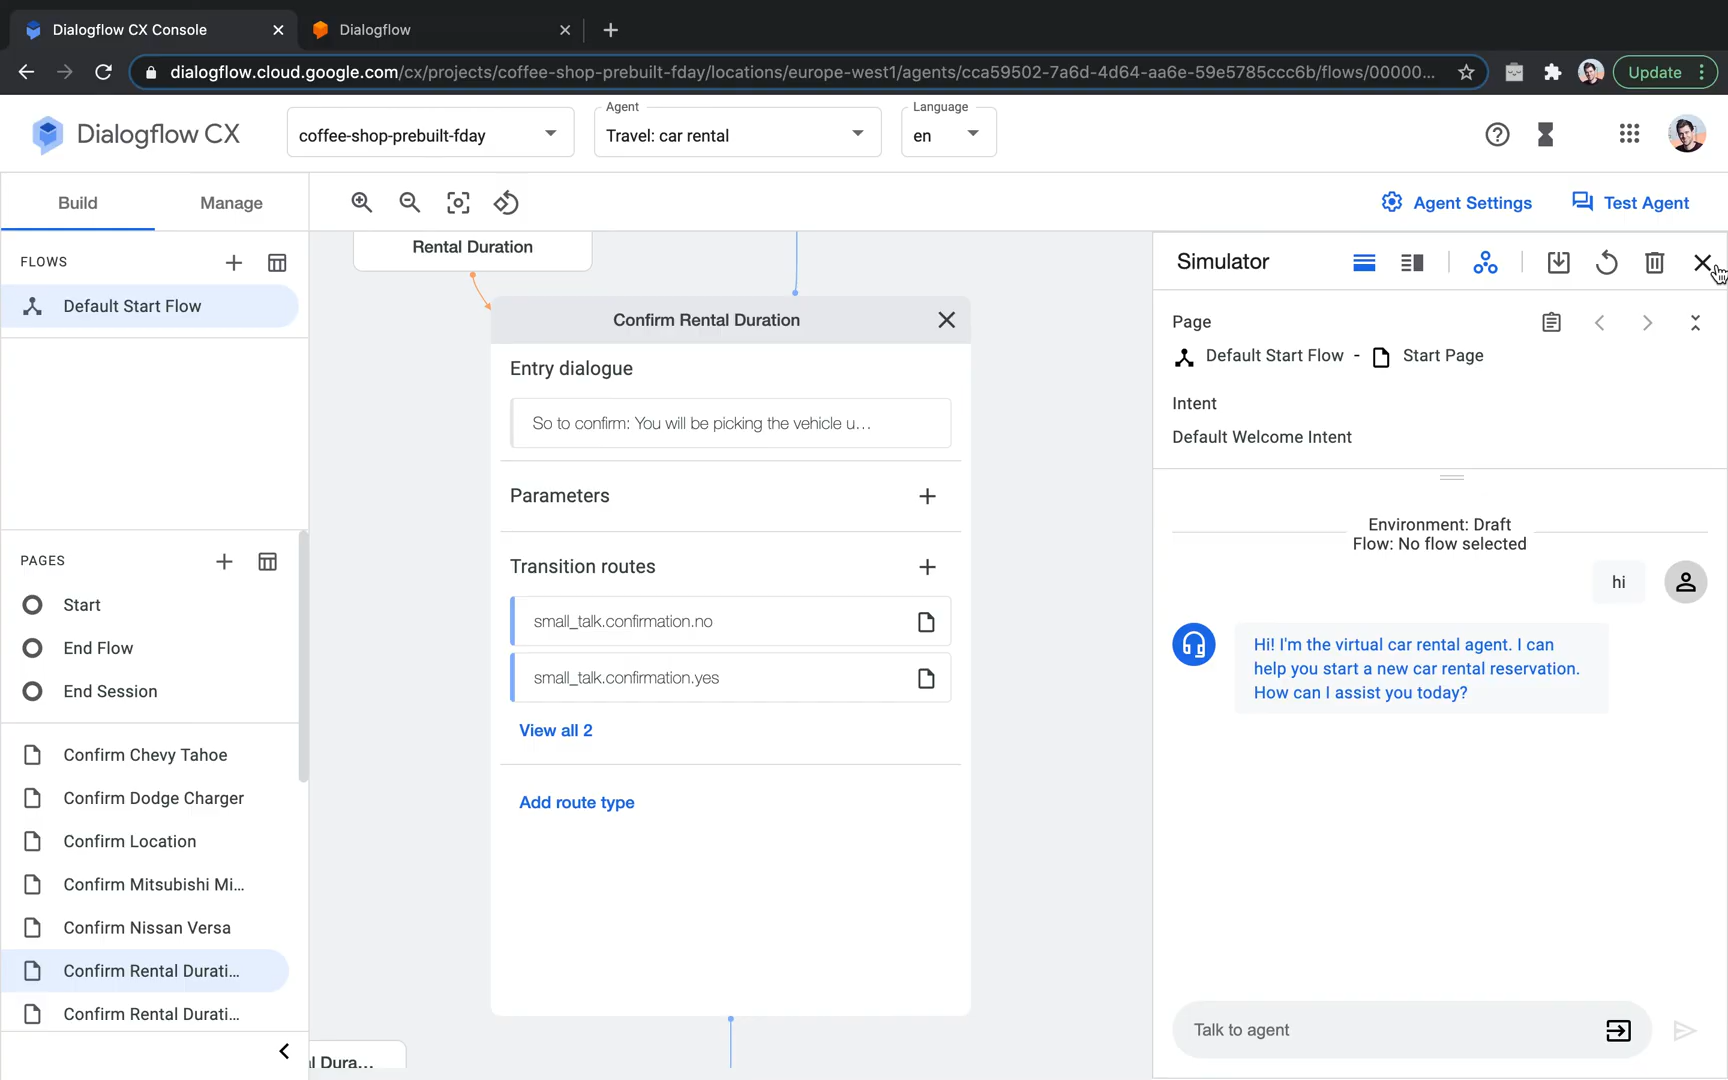 Dialogflow CX Console
Dialogflow
dialogflow.cloud.google.com/cx/projects/coffee-shop-prebuilt-fday/locations/europe-west1/agents/cca59502-7a6d-4d64-aa6e-59e5785ccc6b/flows/00000...
Update
Dialogflow CX
coffee-shop-prebuilt-fday
Agent
Travel: car rental
Language
en
Build
Manage
Agent Settings
Test Agent
FLOWS
Default Start Flow
PAGES
Start
End Flow
End Session
Confirm Chevy Tahoe
Confirm Dodge Charger
Confirm Location
Confirm Mitsubishi Mi...
Confirm Nissan Versa
Confirm Rental Durati...
Confirm Rental Durati...
Rental Duration
Confirm Rental Duration
Entry dialogue
So to confirm: You will be picking the vehicle u...
Parameters
Transition routes
small_talk.confirmation.no
small_talk.confirmation.yes
View all 2
Add route type
l Dura...
Simulator
Page
Default Start Flow - Start Page
Intent
Default Welcome Intent
Environment: Draft
Flow: No flow selected
hi
Hi! I'm the virtual car rental agent. I can
help you start a new car rental reservation.
How can I assist you today?
Talk to agent